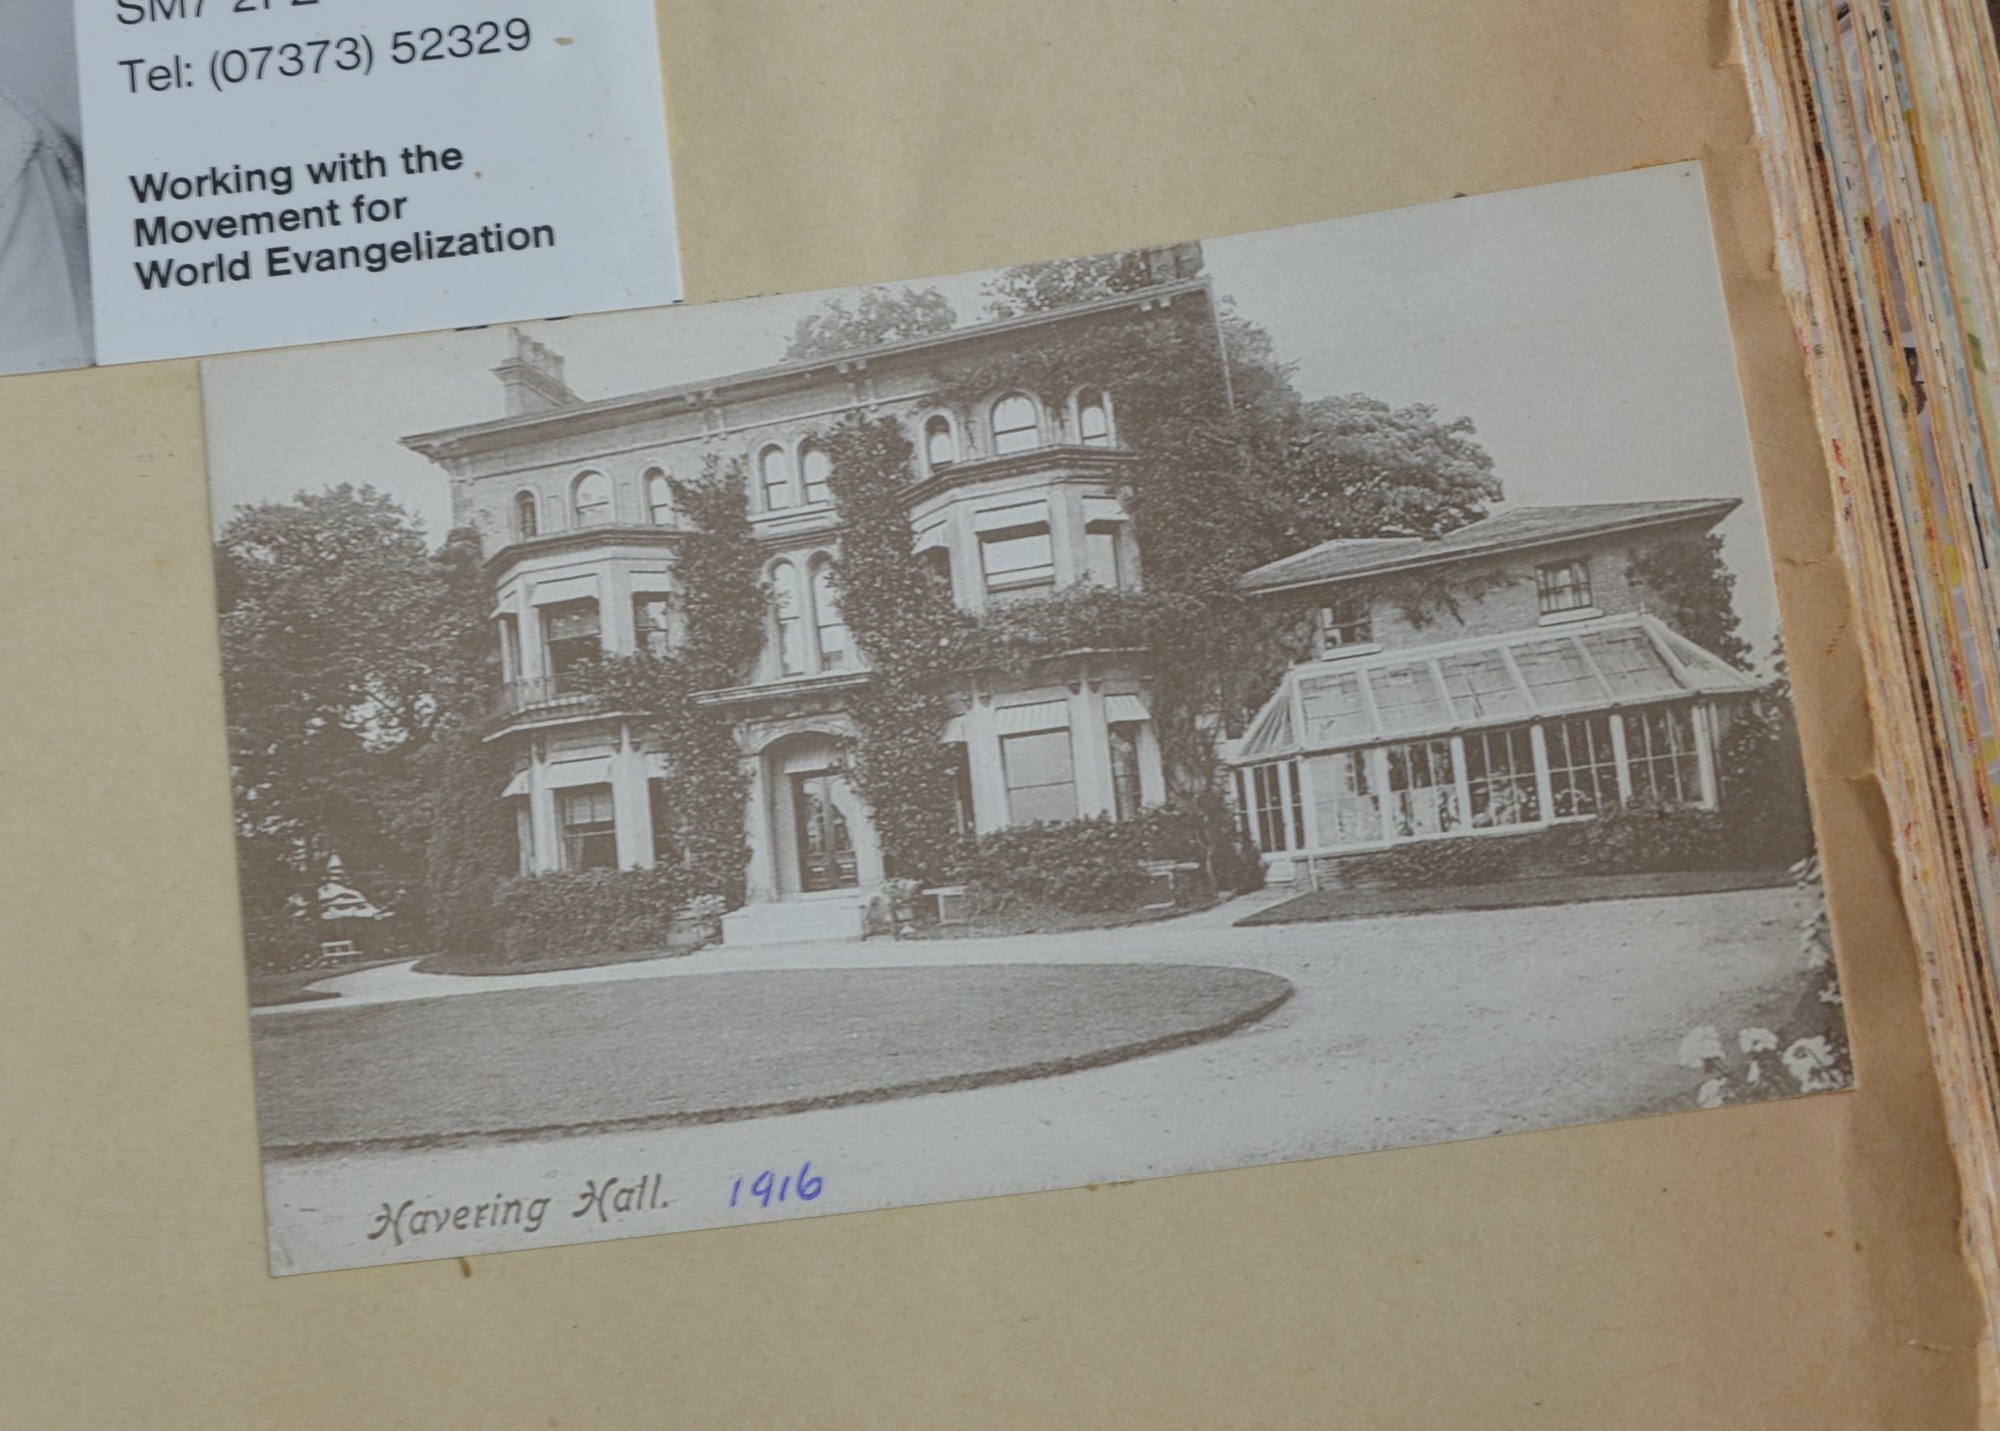 Tel: (07373) 52329
Working with the
Movement for
World Evangelization
Havering Hall. 1916